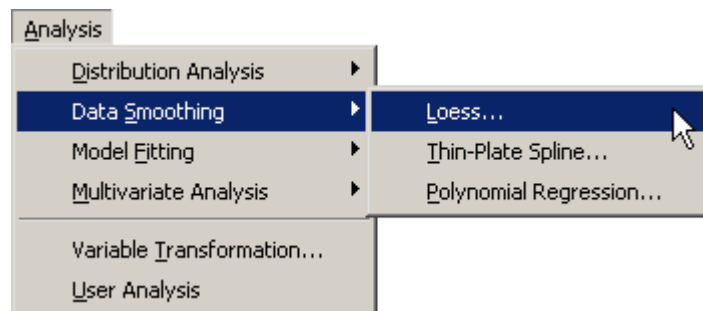 Analysis
Distribution Analysis
Data Smoothing
Loess...
Thin-Plate Spline...
Polynomial Regression...
Model Fitting
Multivariate Analysis
Variable Transformation...
User Analysis